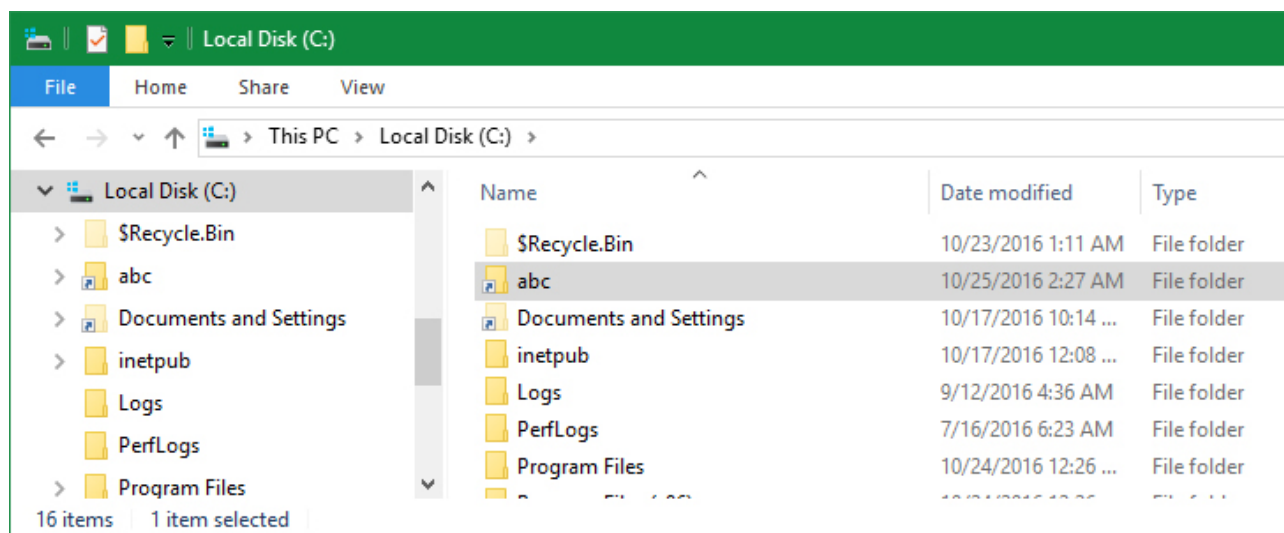 Local Disk (C:)
File Home Share View
This PC > Local Disk (C:) >
Local Disk (C:)
$Recycle.Bin
abc
Documents and Settings
inetpub
Logs
PerfLogs
Program Files
Name Date modified Type
$Recycle.Bin 10/23/2016 1:11 AM File folder
abc 10/25/2016 2:27 AM File folder
Documents and Settings 10/17/2016 10:14 ... File folder
inetpub 10/17/2016 12:08 ... File folder
Logs 9/12/2016 4:36 AM File folder
PerfLogs 7/16/2016 6:23 AM File folder
Program Files 10/24/2016 12:26 ... File folder
16 items 1 item selected